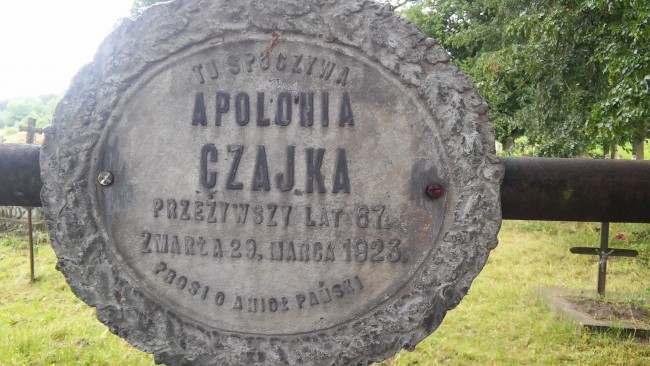 TU SPOCZYWA
APOLONIA
CZAJKA
PRZEŻYWSZY LAT 67.
ZMARŁA 29, MARCA 1923.
PROSI O ANIOŁ PAŃSKI